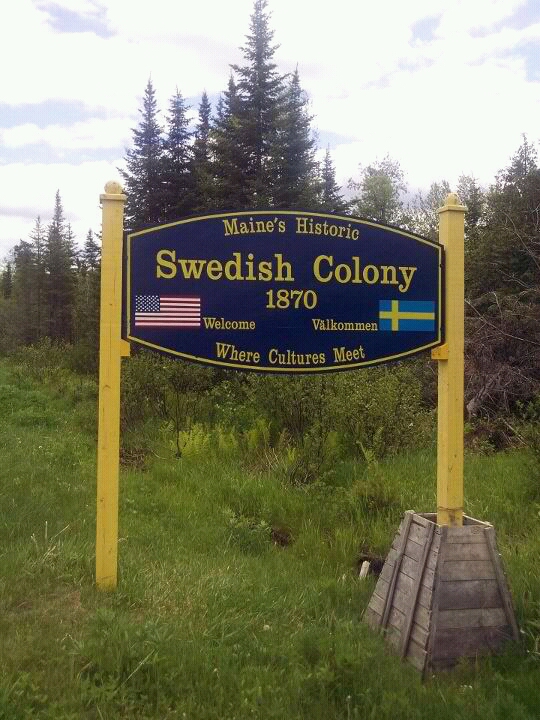 Maine's Historic
Swedish Colony
1870
Welcome Välkommen
Where Cultures Meet